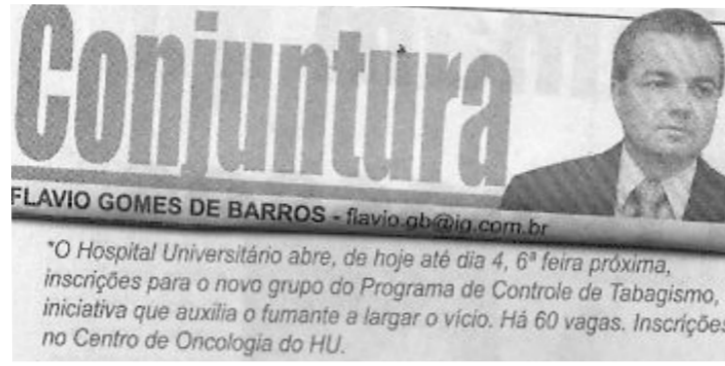 Conjuntura
FLAVIO GOMES DE BARROS - flavio.gb@ig.com.br
*O Hospital Universitário abre, de hoje até dia 4, 6ª feira próxima,
inscrições para o novo grupo do Programa de Controle de Tabagismo,
iniciativa que auxilia o fumante a largar o vício. Há 60 vagas. Inscrições
no Centro de Oncologia do HU.